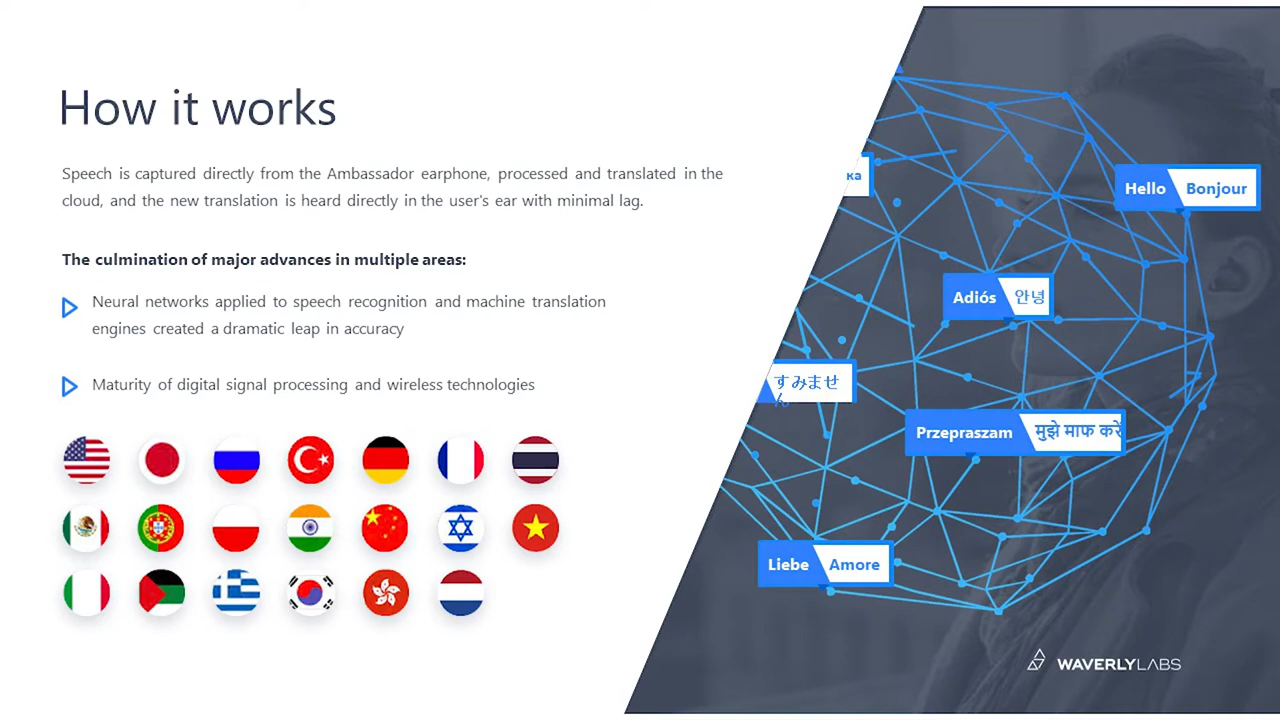 How it works
Speech is captured directly from the Ambassador earphone, processed and translated in the
cloud, and the new translation is heard directly in the user's ear with minimal lag.
The culmination of major advances in multiple areas:
Neural networks applied to speech recognition and machine translation
engines created a dramatic leap in accuracy
Maturity of digital signal processing and wireless technologies
ка
Hello Bonjour
Adiós 안녕
すみませ
ん
Przepraszam मुझे माफ करें
Liebe Amore
WAVERLYLABS